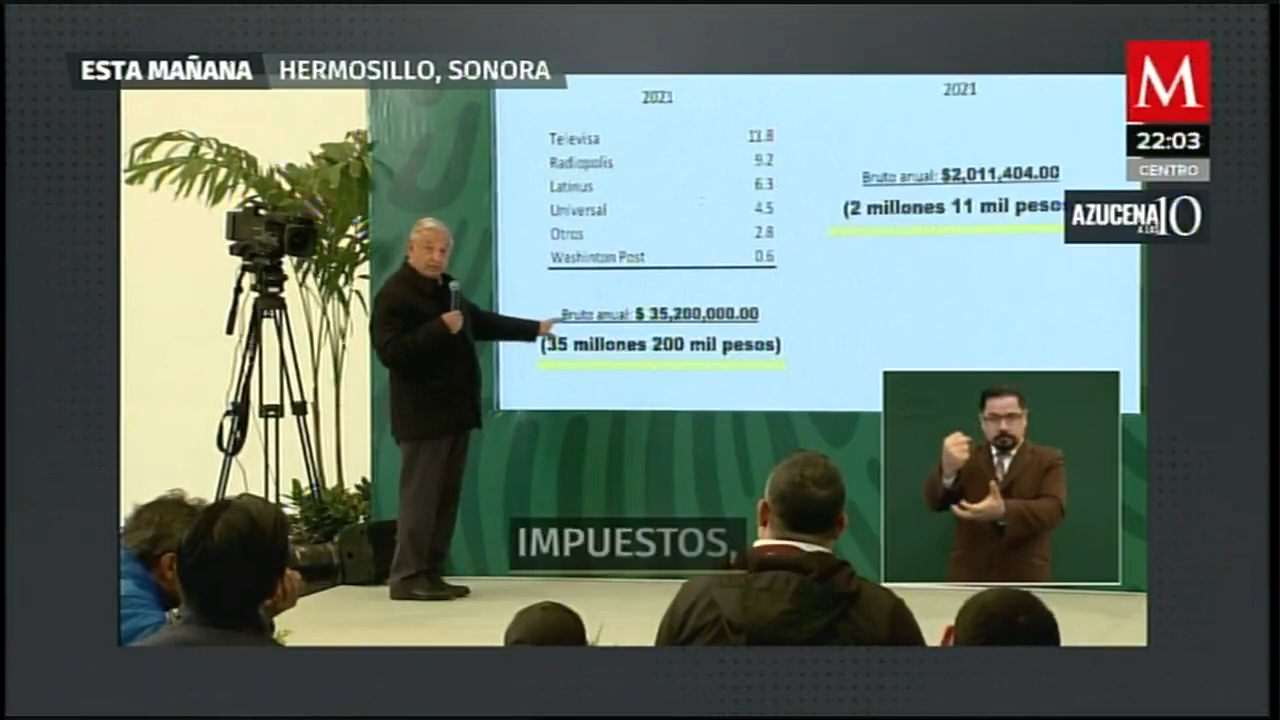 ESTA MAÑANA HERMOSILLO, SONORA
M
22:03
CENTRO
AZUCENA
A LAS
10
2021
Televisa 11.8
Radiopolis 9.2
Latinus 6.3
Universal 4.5
Otros 2.8
Washinton Post 0.6
Bruto anual: $ 35,200,000.00
(35 millones 200 mil pesos)
2021
Bruto anual: $2,011,404.00
(2 millones 11 mil peso
IMPUESTOS,